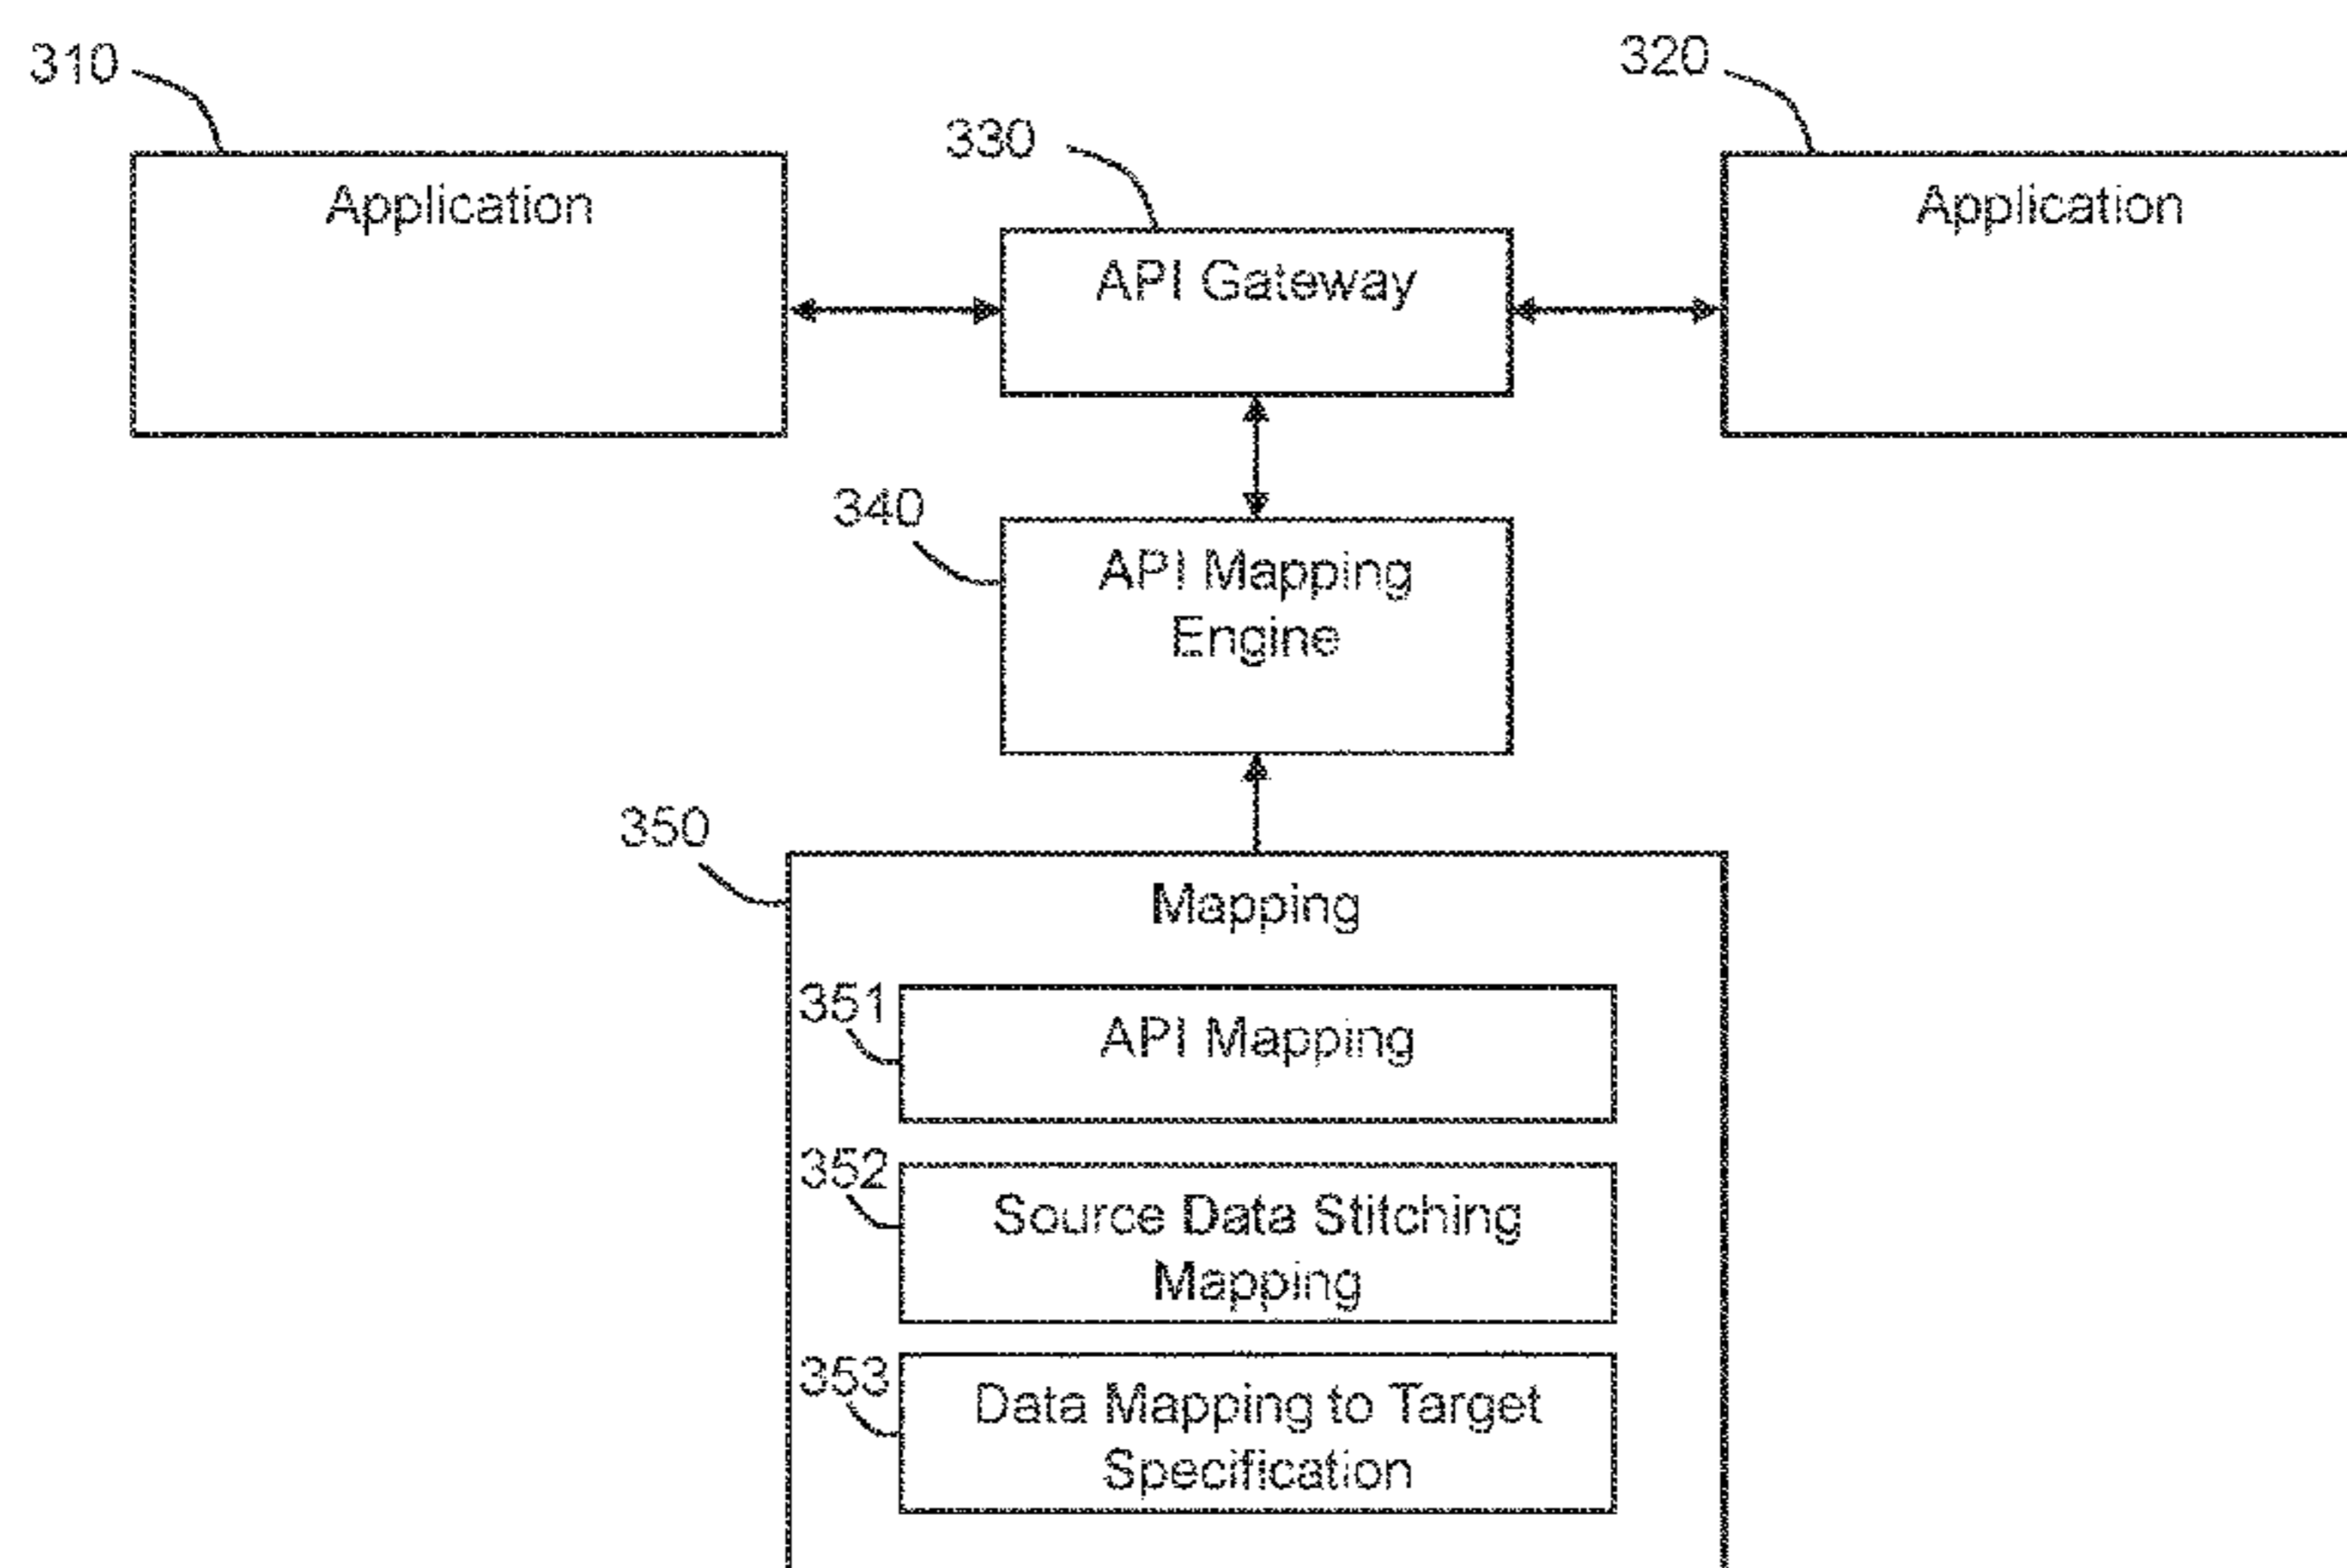 310
320
330
Application
Application
API Gateway
340
API Mapping
Engine
350
Mapping
351
API Mapping
352
Source Data Stitching
Mapping
353
Data Mapping to Target
Specification